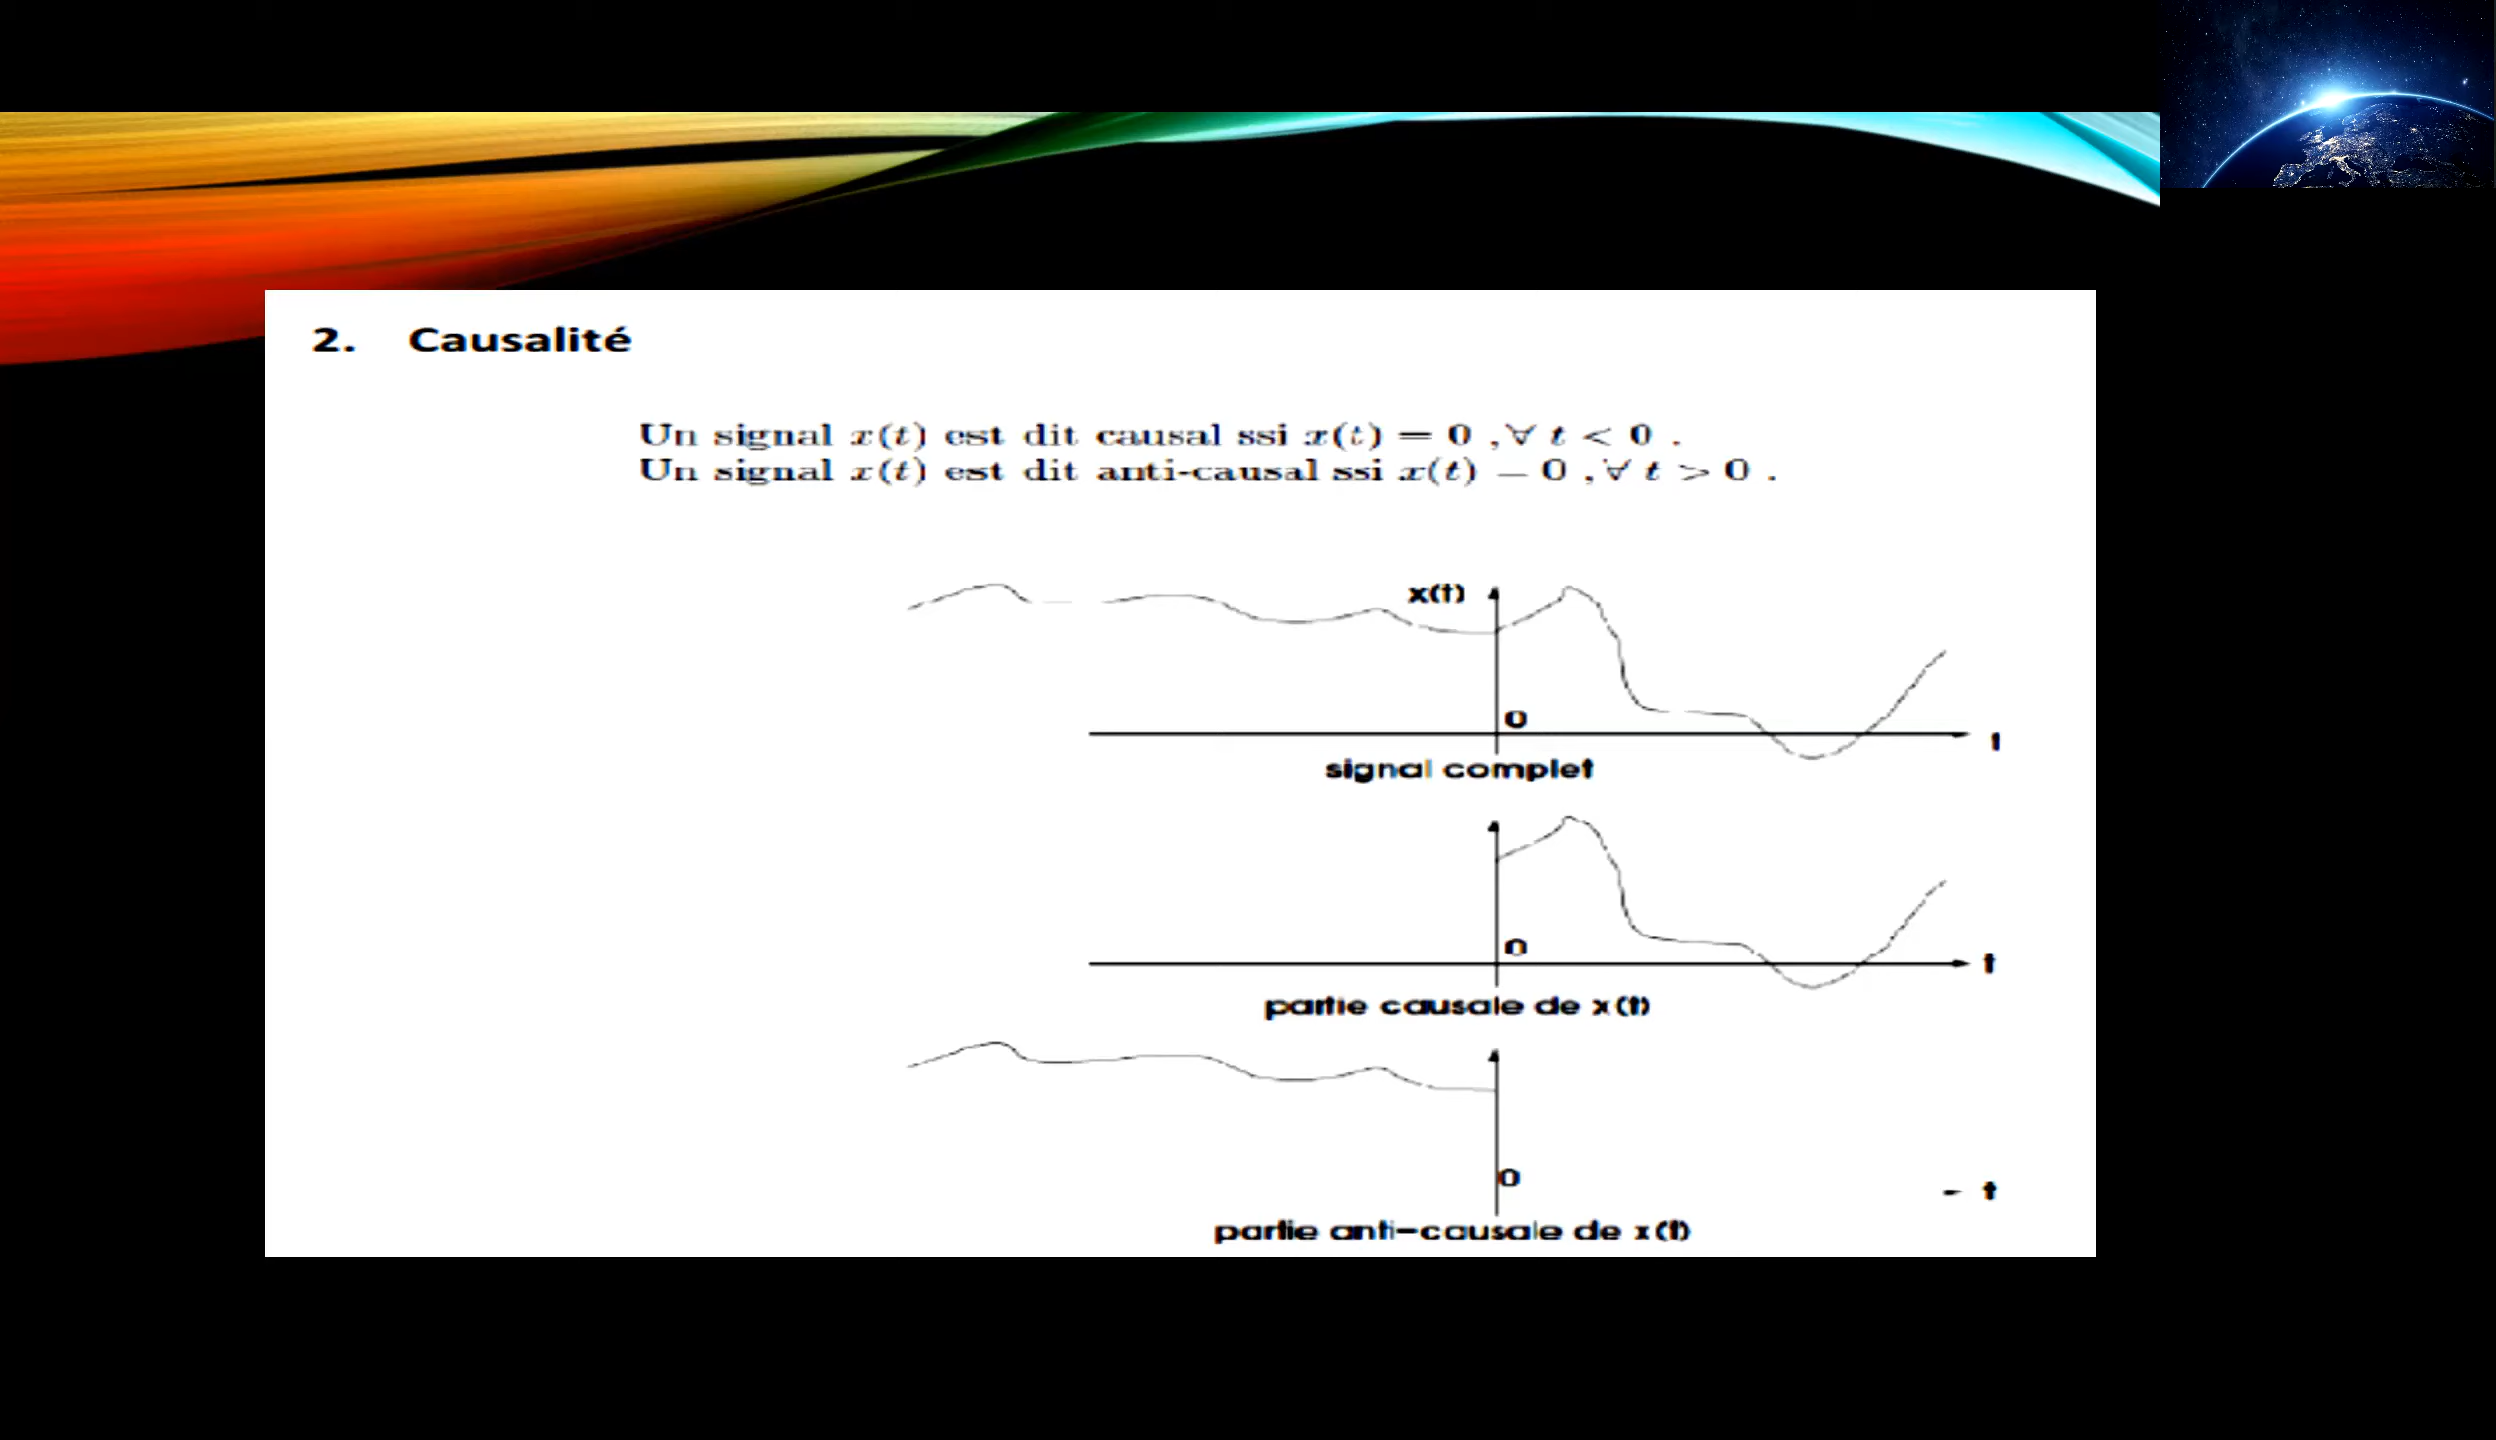 2. Causalité
Un signal x(t) est dit causal ssi x(t) = 0 ,∀ t < 0 .
Un signal x(t) est dit anti-causal ssi x(t) − 0 ,∀ t > 0 .
x(t)
0
t
signal complet
0
t
partie causale de x(t)
0
t
partie anti-causale de x(t)